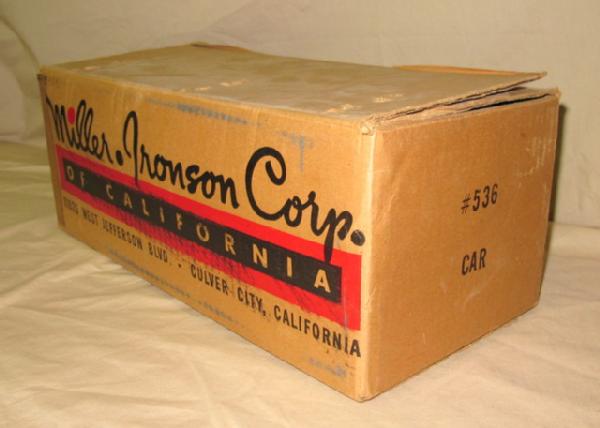 Miller-Ironson Corp.
OF CALIFORNIA
WEST JEFFERSON BLVD. • CULVER CITY, CALIFORNIA
#536
CAR